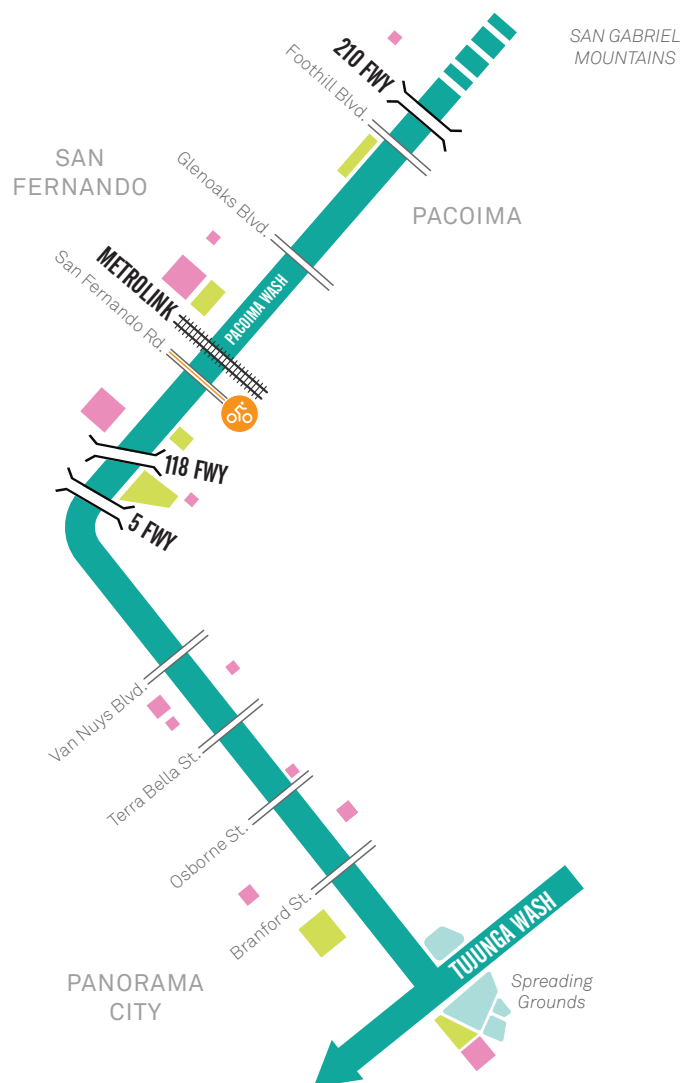 SAN GABRIEL
MOUNTAINS
210 FWY
Foothill Blvd.
SAN
FERNANDO
Glenoaks Blvd.
PACOIMA
METROLINK
San Fernando Rd.
PACOIMA WASH
118 FWY
5 FWY
Van Nuys Blvd.
Terra Bella St.
Osborne St.
Branford St.
TUJUNGA WASH
PANORAMA
CITY
Spreading
Grounds